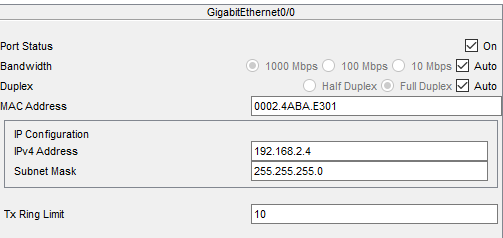 GigabitEthernet0/0
Port Status On
Bandwidth 1000 Mbps 100 Mbps 10 Mbps Auto
Duplex Half Duplex Full Duplex Auto
MAC Address 0002.4ABA.E301
IP Configuration
IPv4 Address 192.168.2.4
Subnet Mask 255.255.255.0
Tx Ring Limit 10